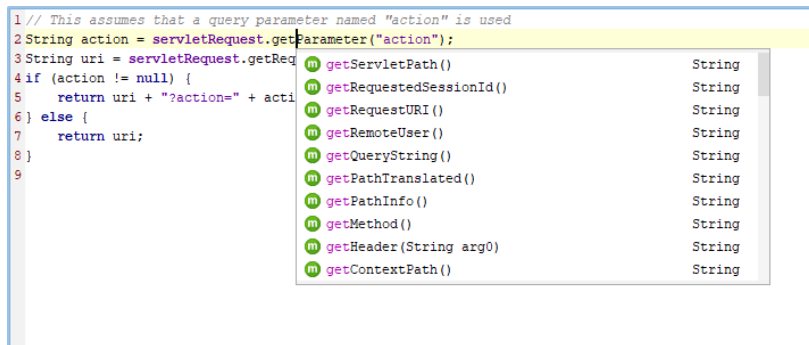 1 // This assumes that a query parameter named "action" is used
2 String action = servletRequest.getParameter("action");
3 String uri = servletRequest.getReq
4 if (action != null) {
5     return uri + "?action=" + acti
6 } else {
7     return uri;
8 }
9
m getServletPath() String
m getRequestedSessionId() String
m getRequestURI() String
m getRemoteUser() String
m getQueryString() String
m getPathTranslated() String
m getPathInfo() String
m getMethod() String
m getHeader(String arg0) String
m getContextPath() String